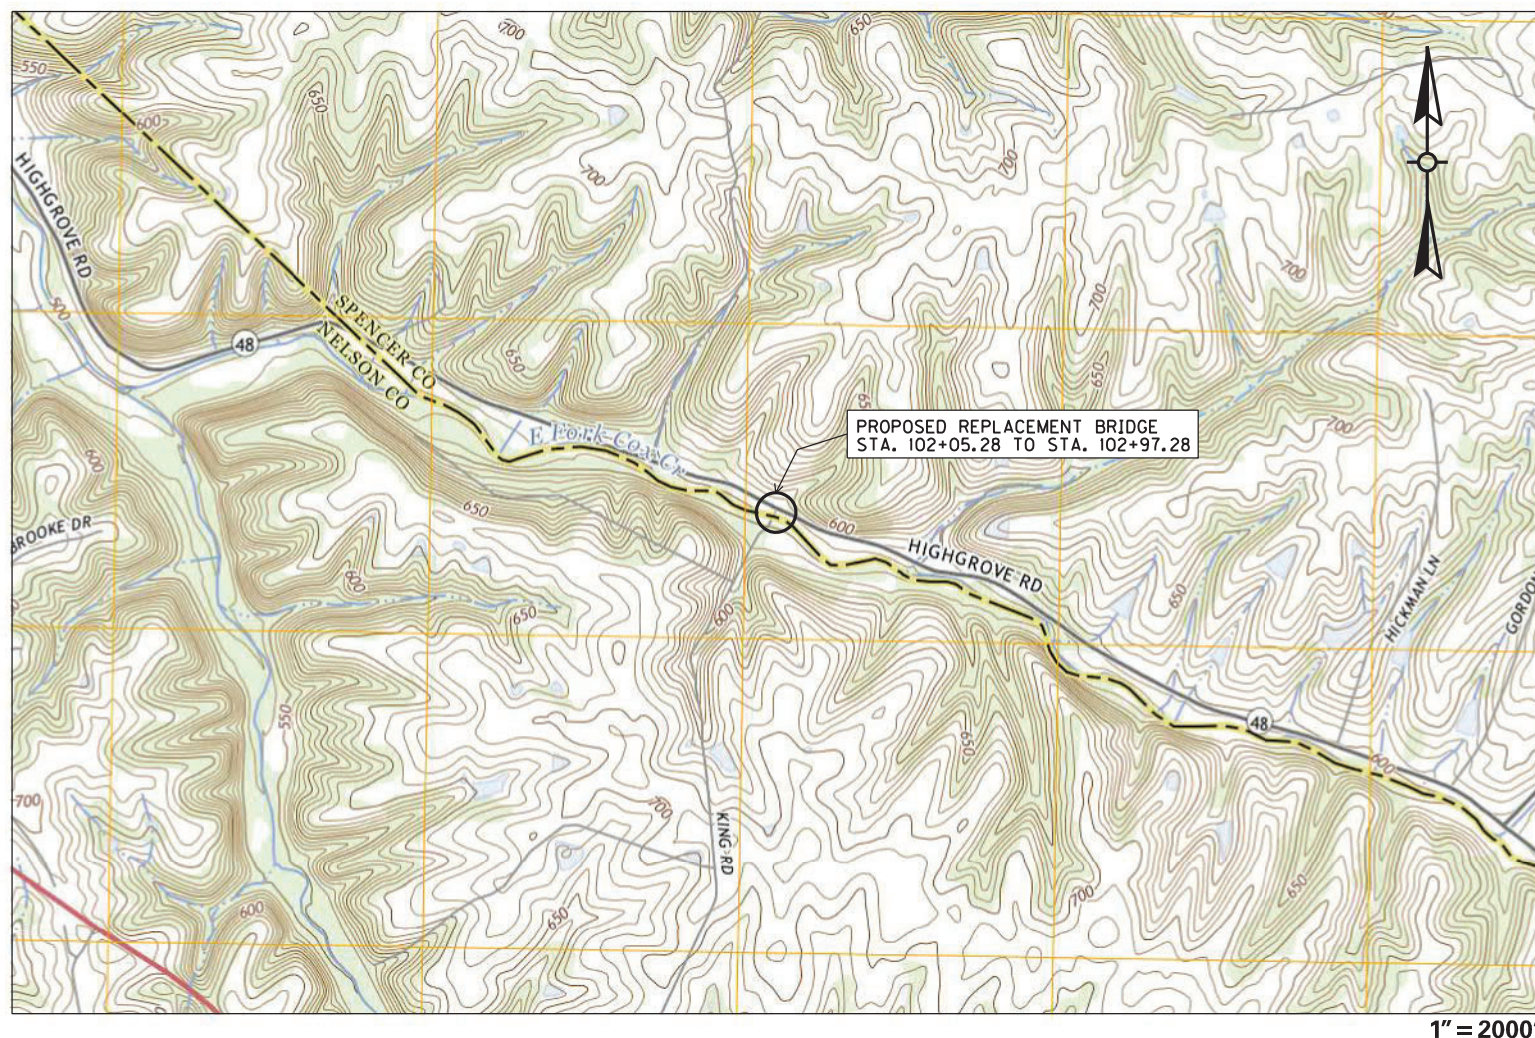 700
650
550
650
600
700
700
HIGHGROVE RD
700
700
500
SPENCER CO
NELSON CO
48
650
650
65
700
PROPOSED REPLACEMENT BRIDGE
STA. 102+05.28 TO STA. 102+97.28
E Fork Cox Cr
600
650
600
BROOKE DR
HIGHGROVE RD
600
650
600
650
HICKMAN LN
GORDON
550
650
48
600
700
700
KING RD
650
700
650
600
1" = 2000'